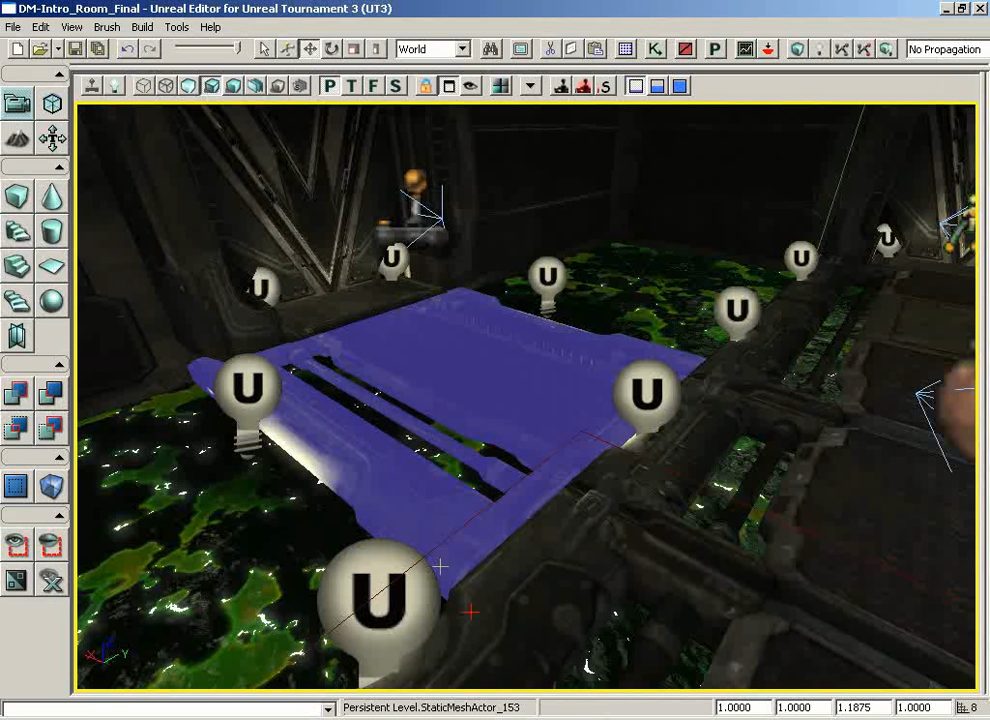 DM-Intro_Room_Final - Unreal Editor for Unreal Tournament 3 (UT3)
File Edit View Brush Build Tools Help
World
K
P
No Propagation
P T F S
S
U
U
U
U
U
U
U
U
U
X Y
Persistent Level.StaticMeshActor_153
1.0000 1.0000 1.1875 1.0000 8